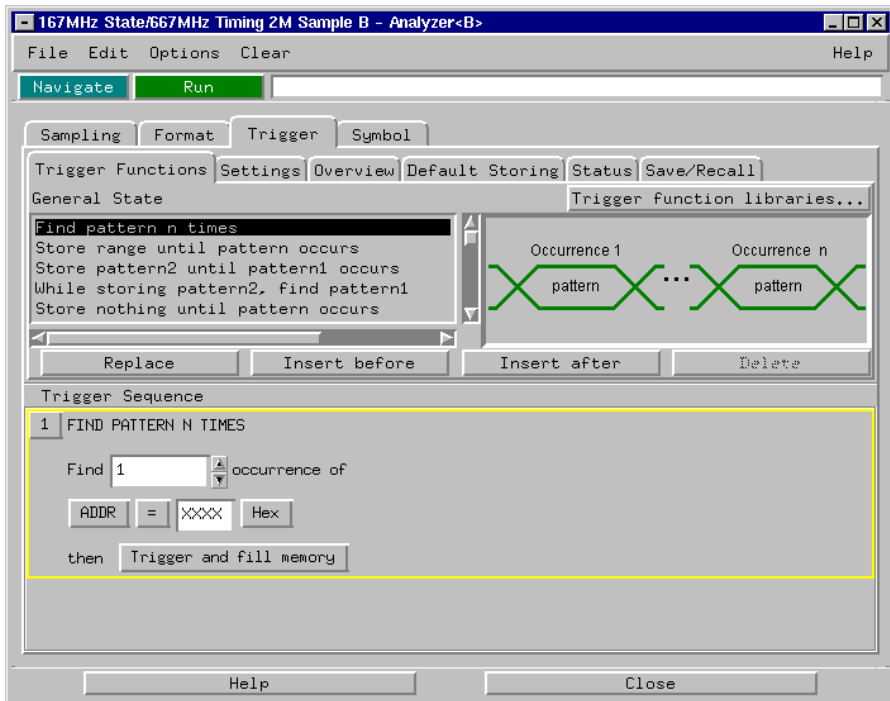 167MHz State/667MHz Timing 2M Sample B - Analyzer<B>
File Edit Options Clear Help
Navigate Run
Sampling Format Trigger Symbol
Trigger Functions Settings Overview Default Storing Status Save/Recall
General State Trigger function libraries...
Find pattern n times
Store range until pattern occurs
Store pattern2 until pattern1 occurs
While storing pattern2, find pattern1
Store nothing until pattern occurs
Occurrence 1 Occurrence n
pattern ... pattern
Replace Insert before Insert after Delete
Trigger Sequence
1 FIND PATTERN N TIMES
Find 1 occurrence of
ADDR = XXXX Hex
then Trigger and fill memory
Help Close